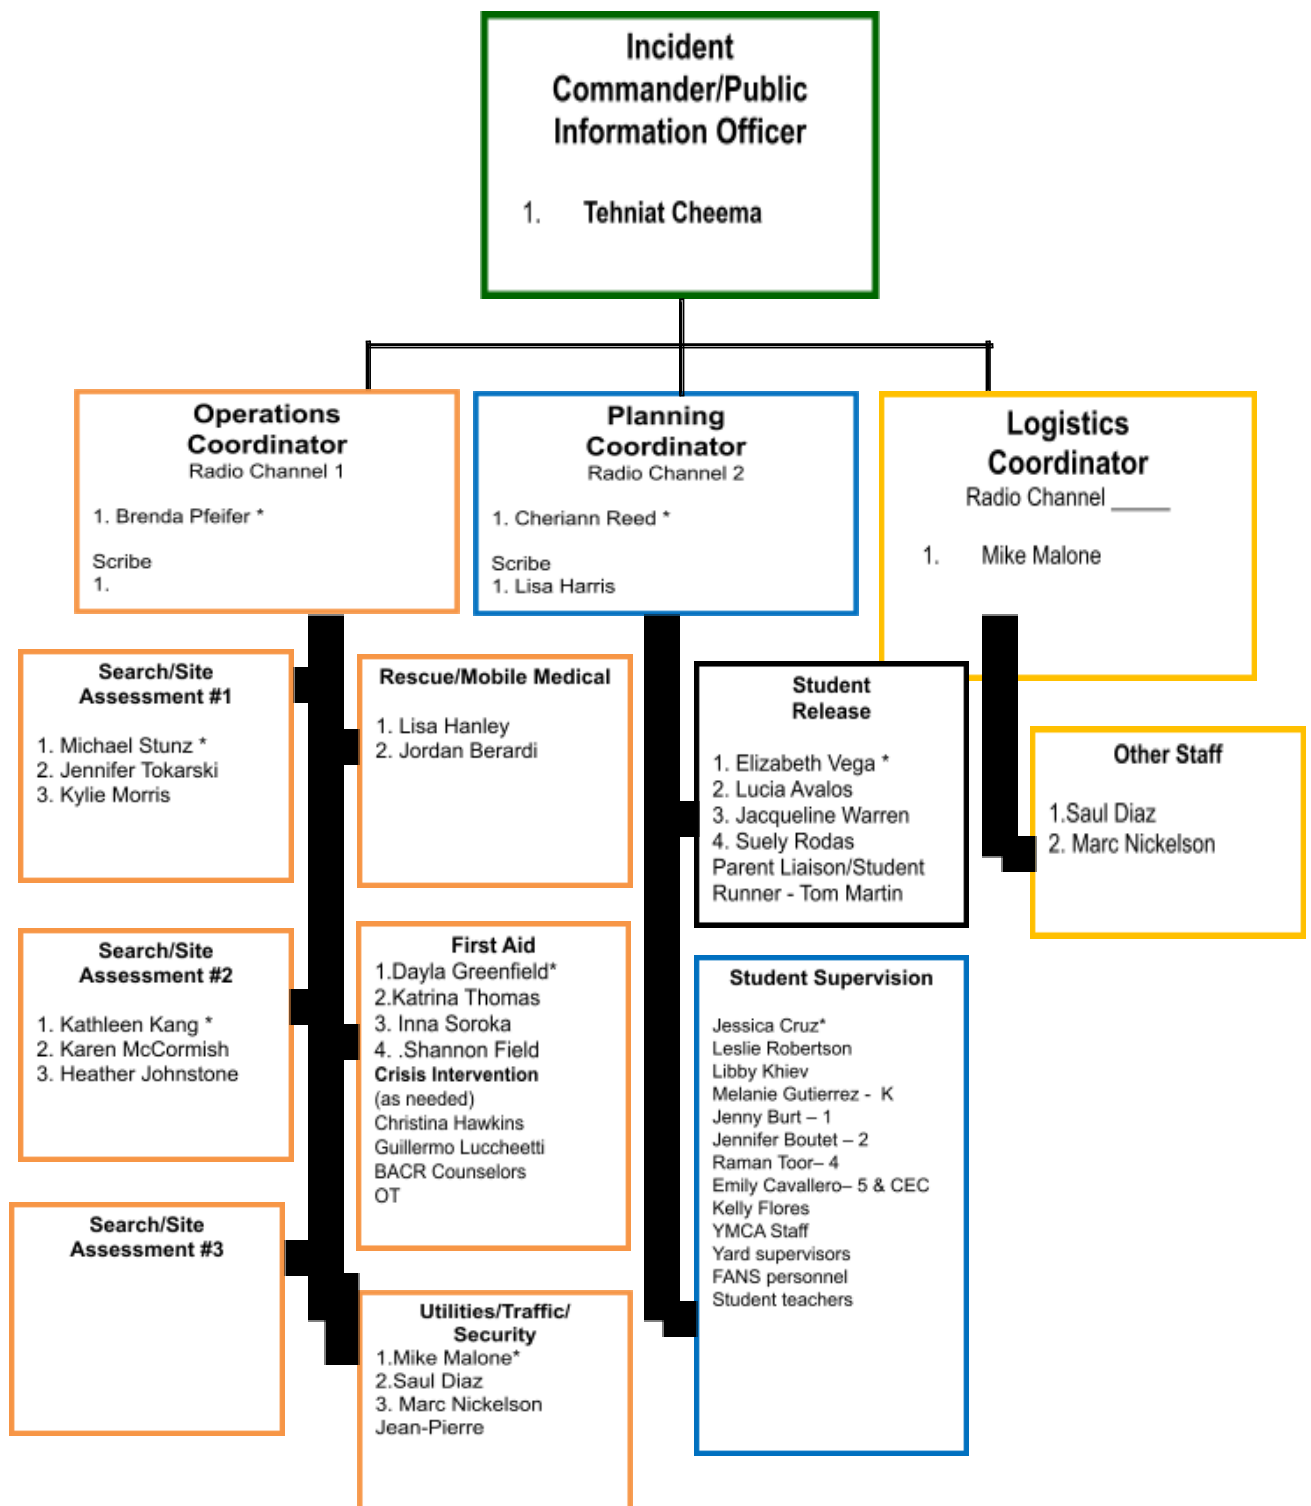 Incident
Commander/Public
Information Officer
1. Tehniat Cheema
Operations
Coordinator
Radio Channel 1
1. Brenda Pfeifer *
Scribe
1.
Planning
Coordinator
Radio Channel 2
1. Cheriann Reed *
Scribe
1. Lisa Harris
Logistics
Coordinator
Radio Channel _____
1. Mike Malone
Search/Site
Assessment #1
1. Michael Stunz *
2. Jennifer Tokarski
3. Kylie Morris
Rescue/Mobile Medical
1. Lisa Hanley
2. Jordan Berardi
Student
Release
1. Elizabeth Vega *
2. Lucia Avalos
3. Jacqueline Warren
4. Suely Rodas
Parent Liaison/Student
Runner - Tom Martin
Other Staff
1.Saul Diaz
2. Marc Nickelson
Search/Site
Assessment #2
1. Kathleen Kang *
2. Karen McCormish
3. Heather Johnstone
First Aid
1.Dayla Greenfield*
2.Katrina Thomas
3. Inna Soroka
4. .Shannon Field
Crisis Intervention
(as needed)
Christina Hawkins
Guillermo Luccheetti
BACR Counselors
OT
Student Supervision
Jessica Cruz*
Leslie Robertson
Libby Khiev
Melanie Gutierrez - K
Jenny Burt – 1
Jennifer Boutet – 2
Raman Toor– 4
Emily Cavallero– 5 & CEC
Kelly Flores
YMCA Staff
Yard supervisors
FANS personnel
Student teachers
Search/Site
Assessment #3
Utilities/Traffic/
Security
1.Mike Malone*
2.Saul Diaz
3. Marc Nickelson
Jean-Pierre